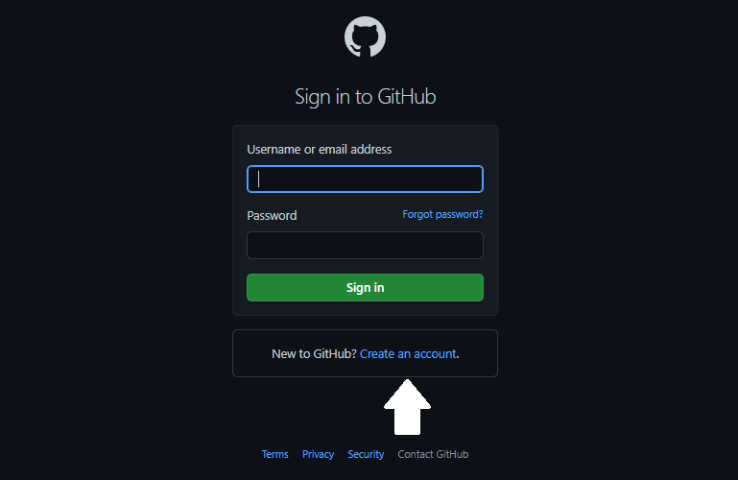 Sign in to GitHub
Username or email address
Password Forgot password?
Sign in
New to GitHub? Create an account.
Terms Privacy Security Contact GitHub